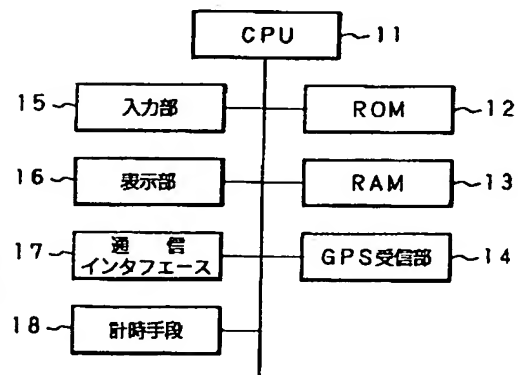 CPU 11
15 入力部 ROM 12
16 表示部 RAM 13
17 通 信
インタフェース GPS受信部 14
18 計時手段